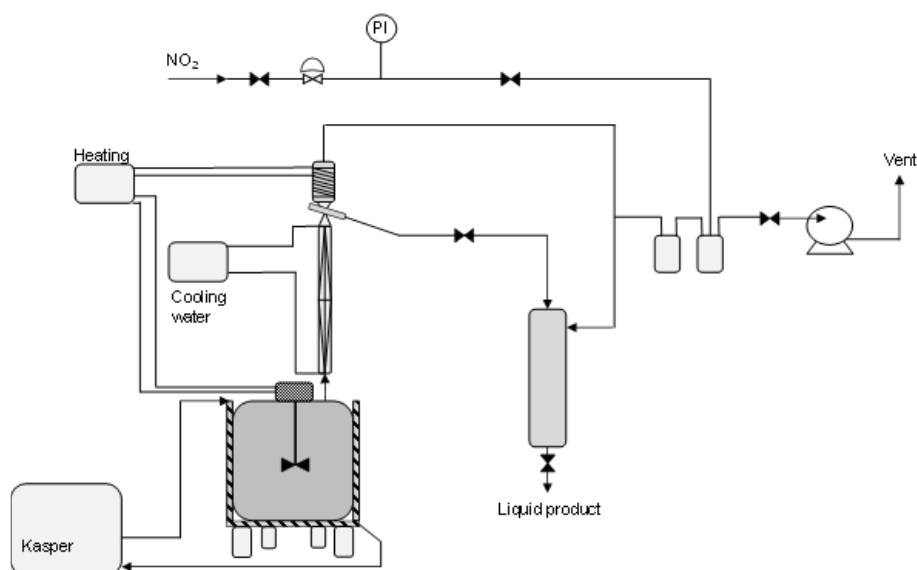 PI
NO₂
Heating
Vent
Cooling
water
Liquid product
Kasper